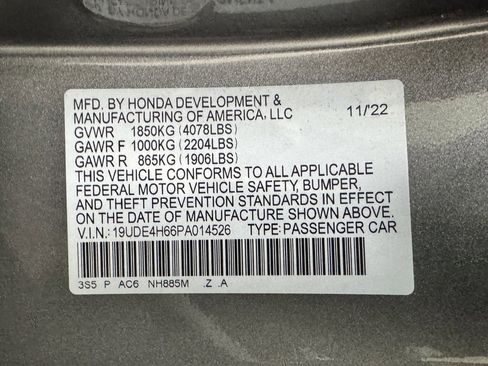 MFD. BY HONDA DEVELOPMENT &
MANUFACTURING OF AMERICA, LLC 11/22
GVWR 1850KG (4078LBS)
GAWR F 1000KG (2204LBS)
GAWR R 865KG (1906LBS)
THIS VEHICLE CONFORMS TO ALL APPLICABLE
FEDERAL MOTOR VEHICLE SAFETY, BUMPER,
AND THEFT PREVENTION STANDARDS IN EFFECT
ON THE DATE OF MANUFACTURE SHOWN ABOVE.
V.I.N.: 19UDE4H66PA014526 TYPE: PASSENGER CAR
3S5 P AC6 NH885M .Z .A